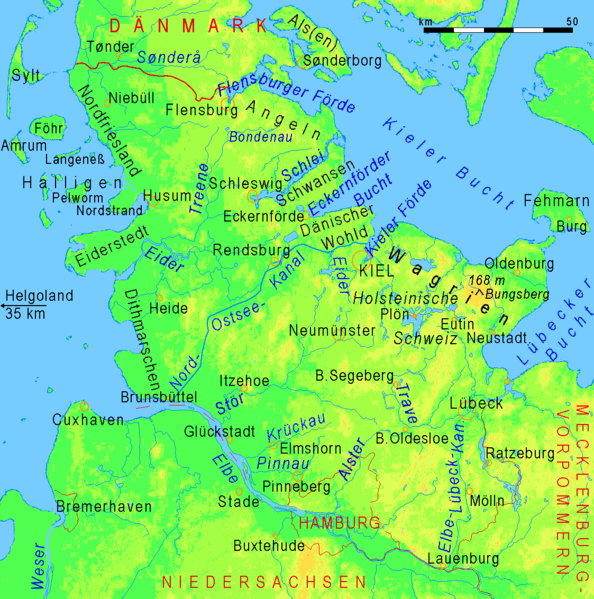 DÄNMARK
km 50
Als(en)
Tønder
Sønderå
Sønderborg
Sylt
Niebüll
Flensburger Förde
Flensburg
Angeln
Nordfriesland
Föhr
Amrum
Langeneß
Bondenau
Kieler Bucht
Halligen
Pelworm
Nordstrand
Husum
Treene
Schleswig
Schlei
Schwansen
Eckernförder
Bucht
Eckernförde
Dänischer
Wohld
Kieler Förde
Fehmarn
Burg
Eiderstedt
Eider
Rendsburg
Eider
KIEL
Wagrien
Oldenburg
168 m
Bungsberg
Helgoland
35 km
Dithmarschen
Heide
Nord-
Ostsee-
Kanal
Holsteinische
Schweiz
Plön
Eutin
Neustadt
Lübecker
Bucht
Neumünster
Brunsbüttel
Itzehoe
Stör
B.Segeberg
Trave
Lübeck
Cuxhaven
Glückstadt
Krückau
Elmshorn
Pinnau
Alster
B.Oldesloe
Ratzeburg
MECKLENBURG-
VORPOMMERN
Elbe
Stade
Pinneberg
Elbe-Lübeck-Kan.
Mölln
Bremerhaven
HAMBURG
Buxtehude
Lauenburg
Weser
NIEDERSACHSEN